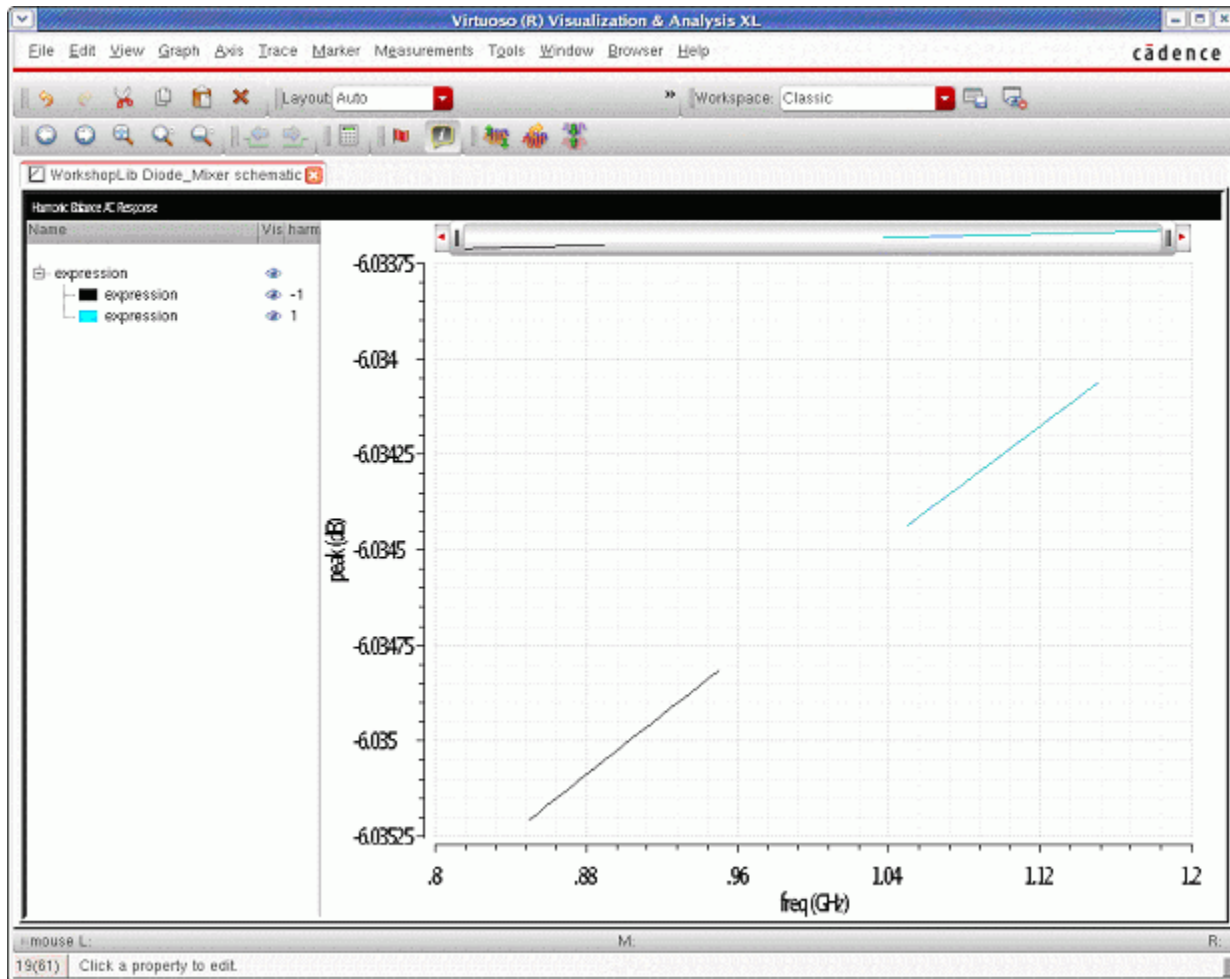 Virtuoso (R) Visualization & Analysis XL
File Edit View Graph Axis Trace Marker Measurements Tools Window Browser Help
cādence
Layout: Auto
» Workspace: Classic
WorkshopLib Diode_Mixer schematic
Harmonic Balance AC Response
Name Vis harm
expression
expression -1
expression 1
-6.03375
-6.034
-6.03425
-6.0345
-6.03475
-6.035
-6.03525
peak (dB)
.8 .88 .96 1.04 1.12 1.2
freq (GHz)
mouse L: M: R:
19(61) Click a property to edit.